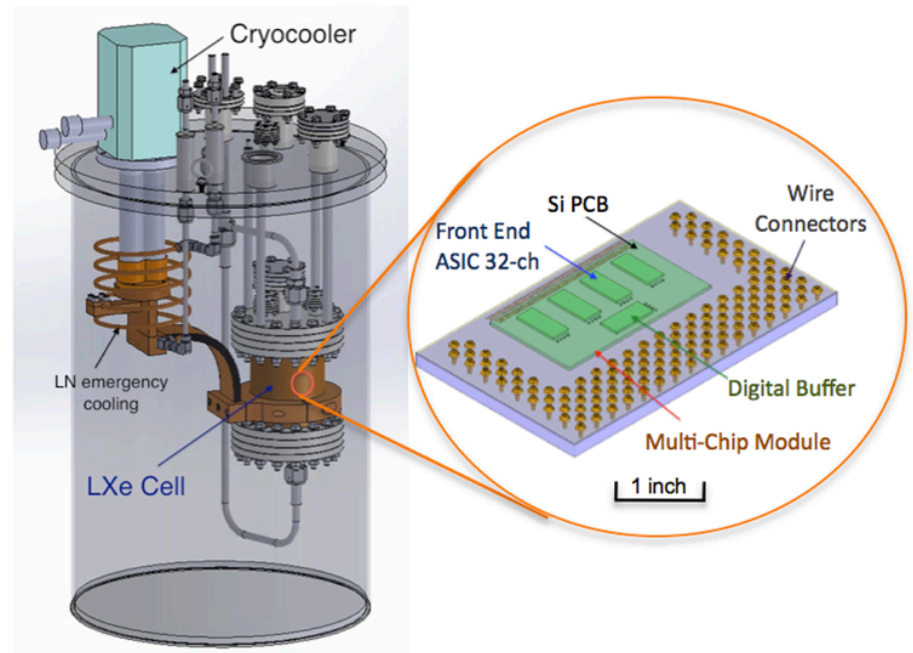 Cryocooler
Si PCB
Wire
Connectors
Front End
ASIC 32-ch
LN emergency
cooling
Digital Buffer
Multi-Chip Module
LXe Cell
1 inch